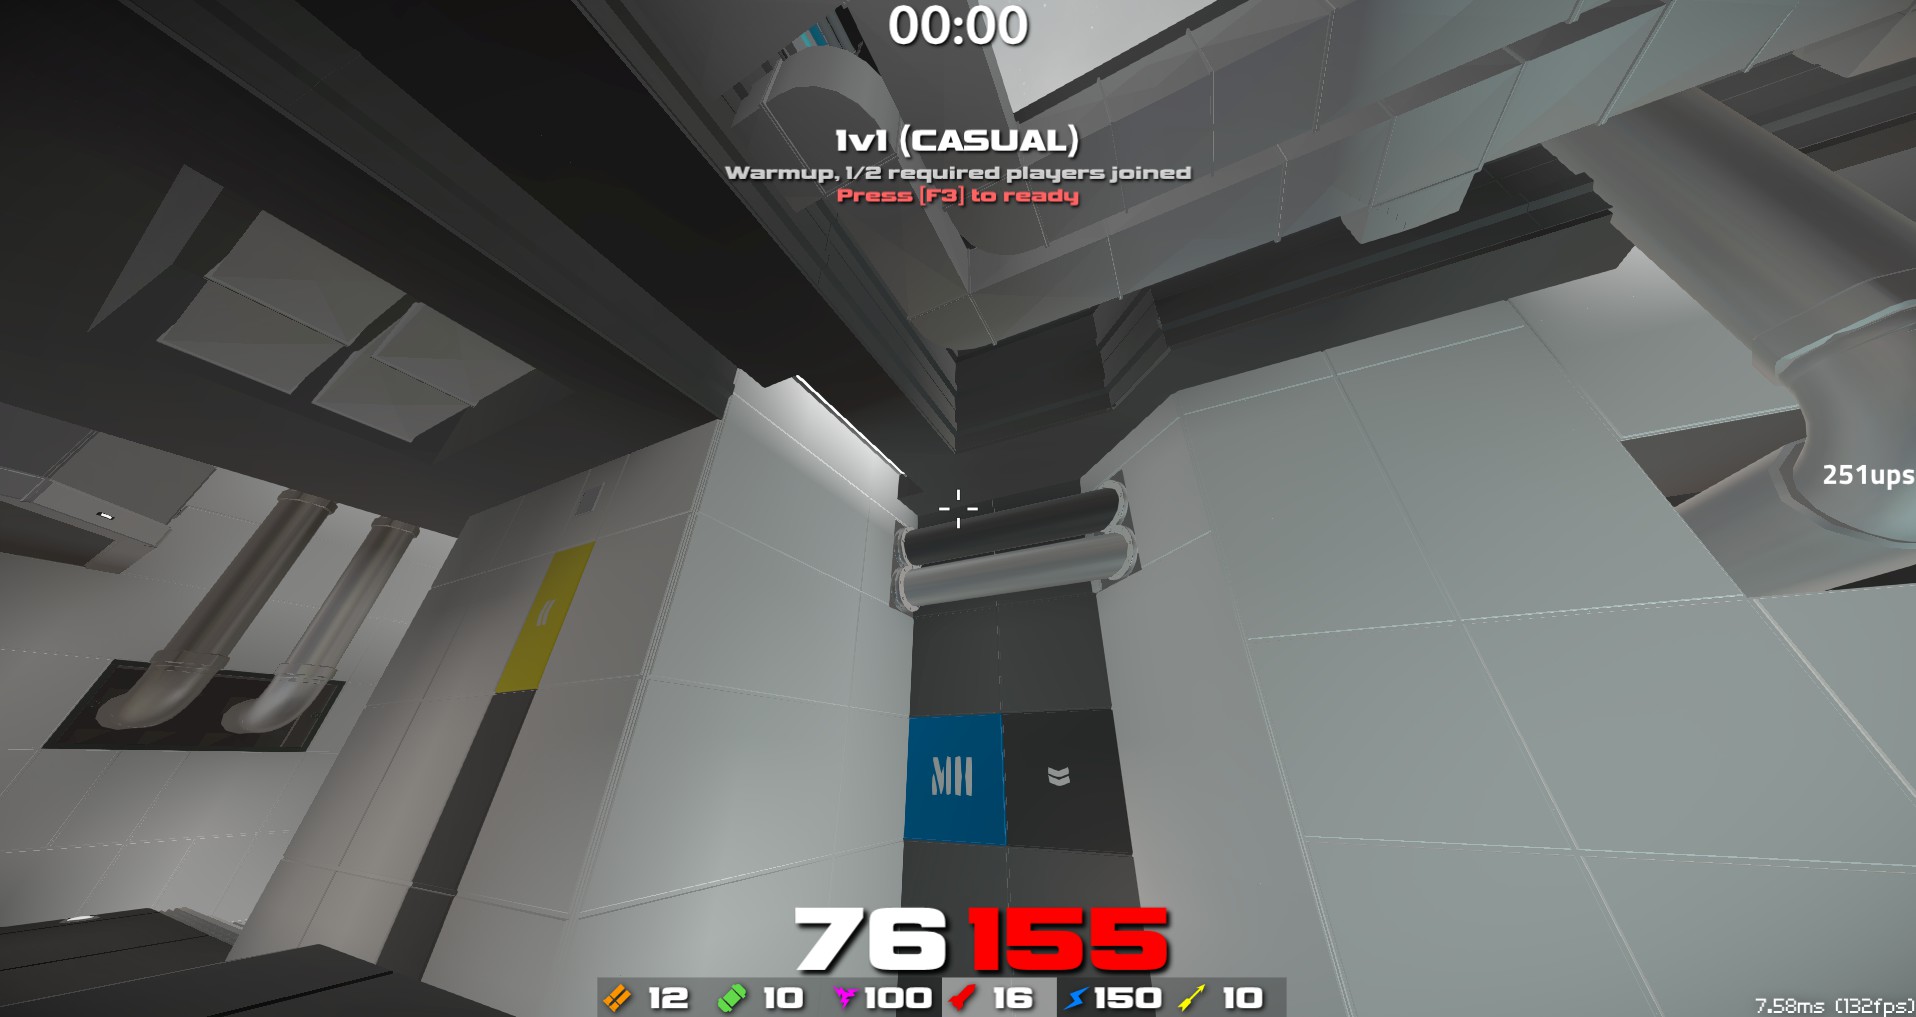 00:00
1v1 (CASUAL)
Warmup, 1/2 required players joined
Press [F3] to ready
251ups
MH
76 155
12 10 100 16 150 10
7.58ms (132fps)